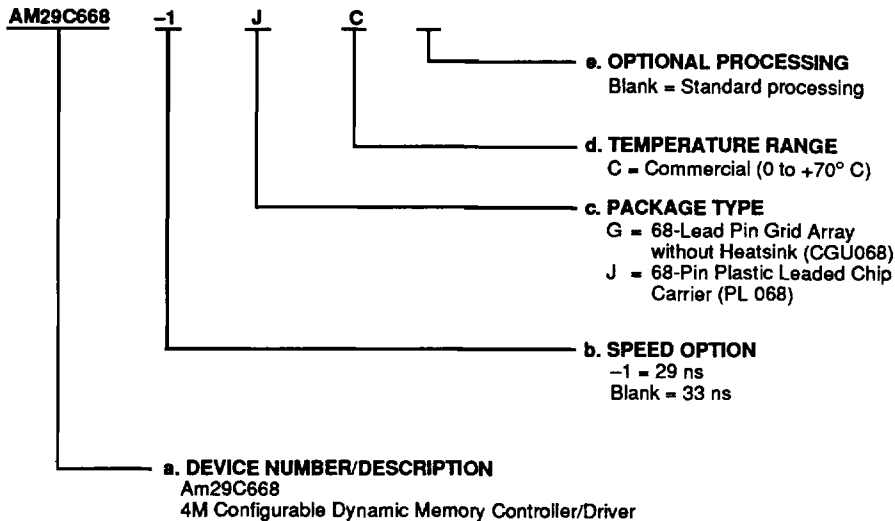 AM29C668 –1 J C
e. OPTIONAL PROCESSING
Blank = Standard processing
d. TEMPERATURE RANGE
C = Commercial (0 to +70° C)
c. PACKAGE TYPE
G = 68-Lead Pin Grid Array
without Heatsink (CGU068)
J = 68-Pin Plastic Leaded Chip
Carrier (PL 068)
b. SPEED OPTION
–1 = 29 ns
Blank = 33 ns
a. DEVICE NUMBER/DESCRIPTION
Am29C668
4M Configurable Dynamic Memory Controller/Driver